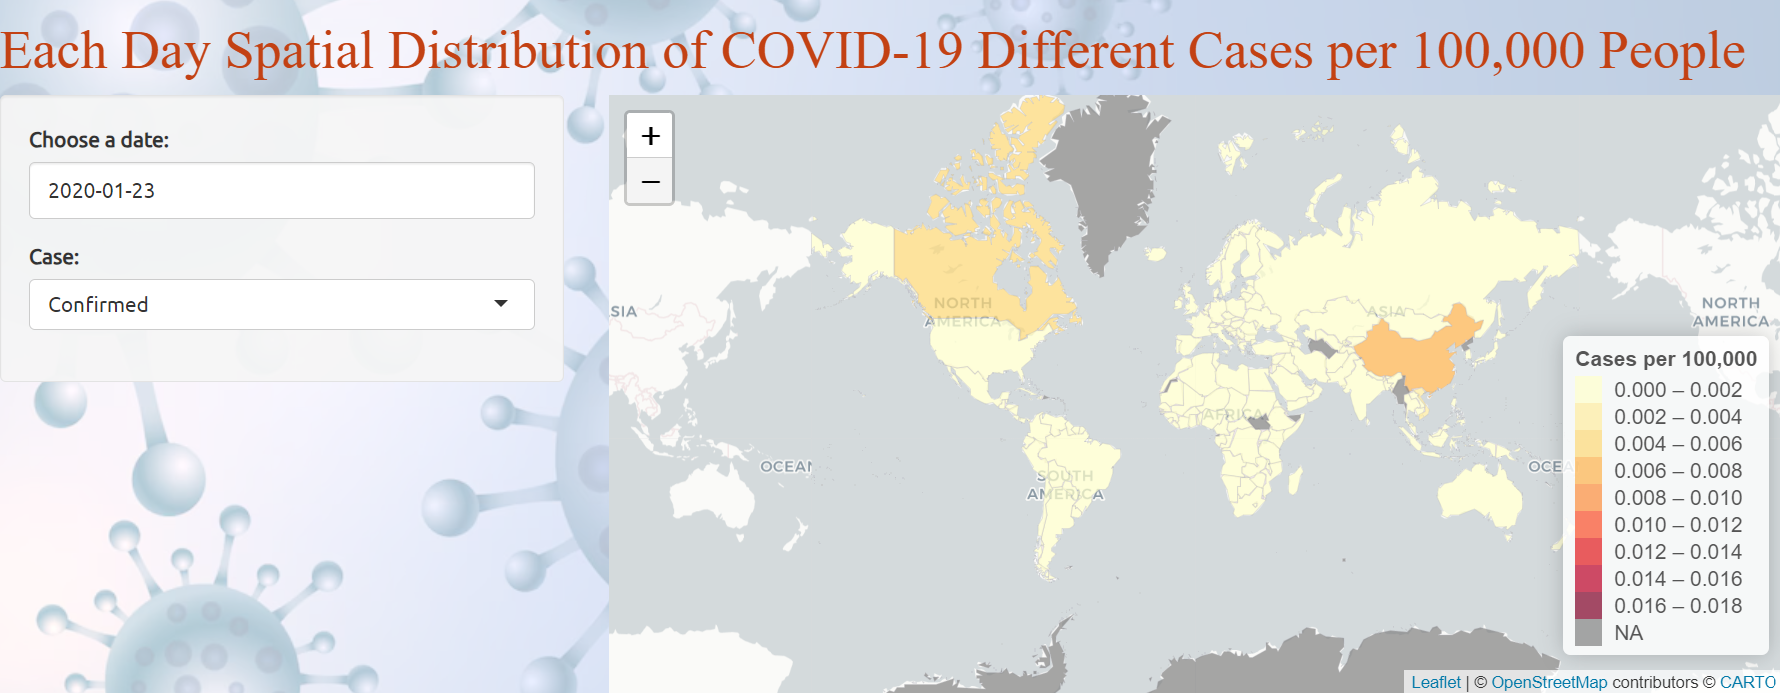 Each Day Spatial Distribution of COVID-19 Different Cases per 100,000 People
Choose a date:
2020-01-23
Case:
Confirmed
+
−
NORTH
AMERICA
ASIA
SIA
NORTH
AMERICA
AFRICA
OCEAN
SOUTH
AMERICA
OCEA
Cases per 100,000
0.000 – 0.002
0.002 – 0.004
0.004 – 0.006
0.006 – 0.008
0.008 – 0.010
0.010 – 0.012
0.012 – 0.014
0.014 – 0.016
0.016 – 0.018
NA
Leaflet | © OpenStreetMap contributors © CARTO